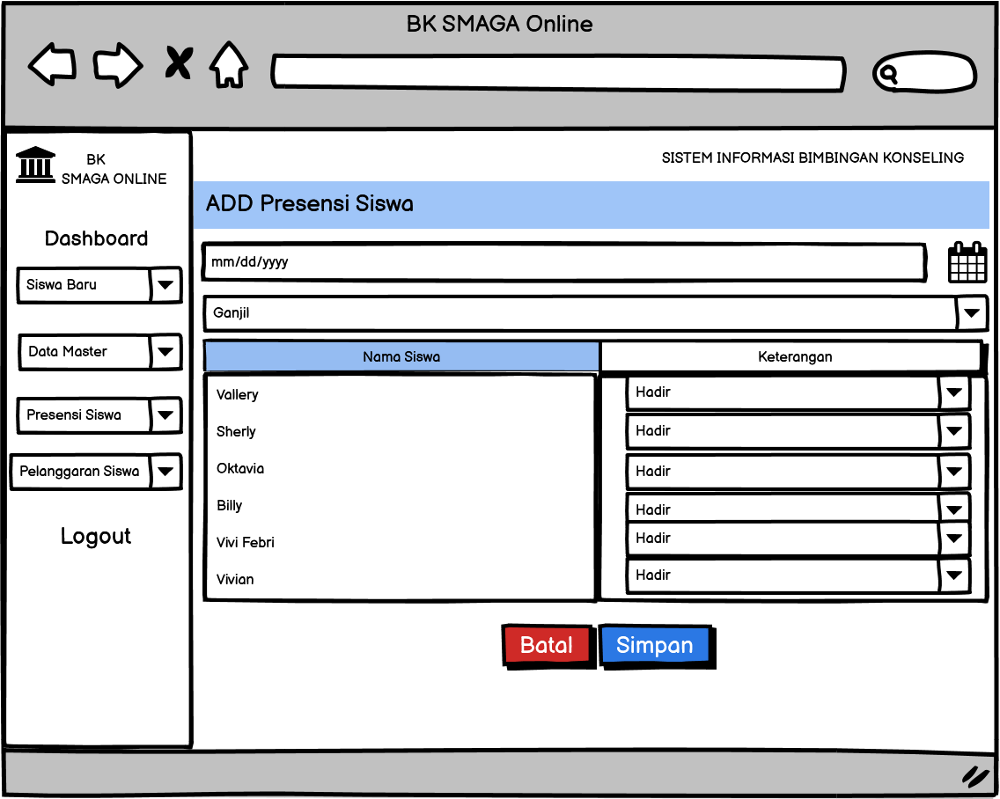 BK SMAGA Online
BK
SMAGA ONLINE
Dashboard
Siswa Baru
Data Master
Presensi Siswa
Pelanggaran Siswa
Logout
SISTEM INFORMASI BIMBINGAN KONSELING
ADD Presensi Siswa
mm/dd/yyyy
Ganjil
Nama Siswa Keterangan
Vallery Hadir
Sherly Hadir
Oktavia Hadir
Billy Hadir
Vivi Febri Hadir
Vivian Hadir
Batal Simpan